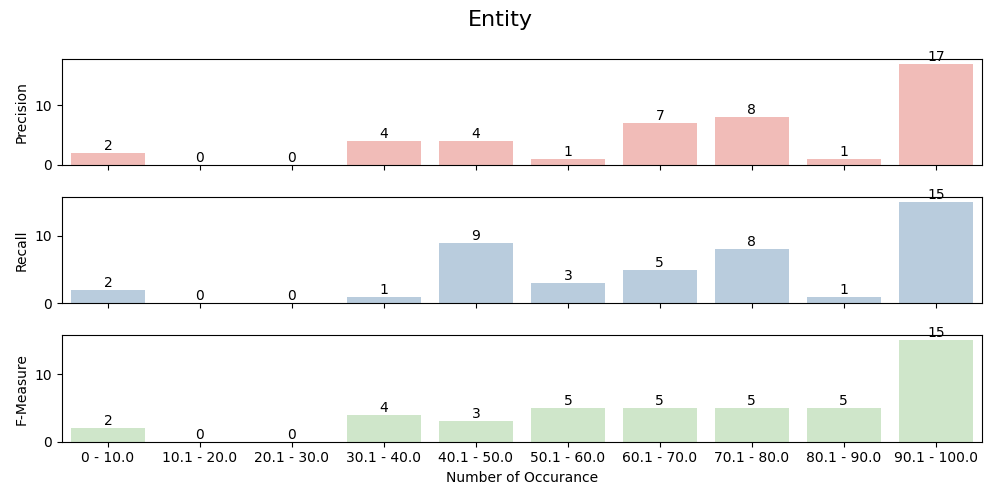 Entity
Precision
10
0
2 0 0 4 4 1 7 8 1 17
Recall
10
0
2 0 0 1 9 3 5 8 1 15
F-Measure
10
0
2 0 0 4 3 5 5 5 5 15
0 - 10.0 10.1 - 20.0 20.1 - 30.0 30.1 - 40.0 40.1 - 50.0 50.1 - 60.0 60.1 - 70.0 70.1 - 80.0 80.1 - 90.0 90.1 - 100.0
Number of Occurance